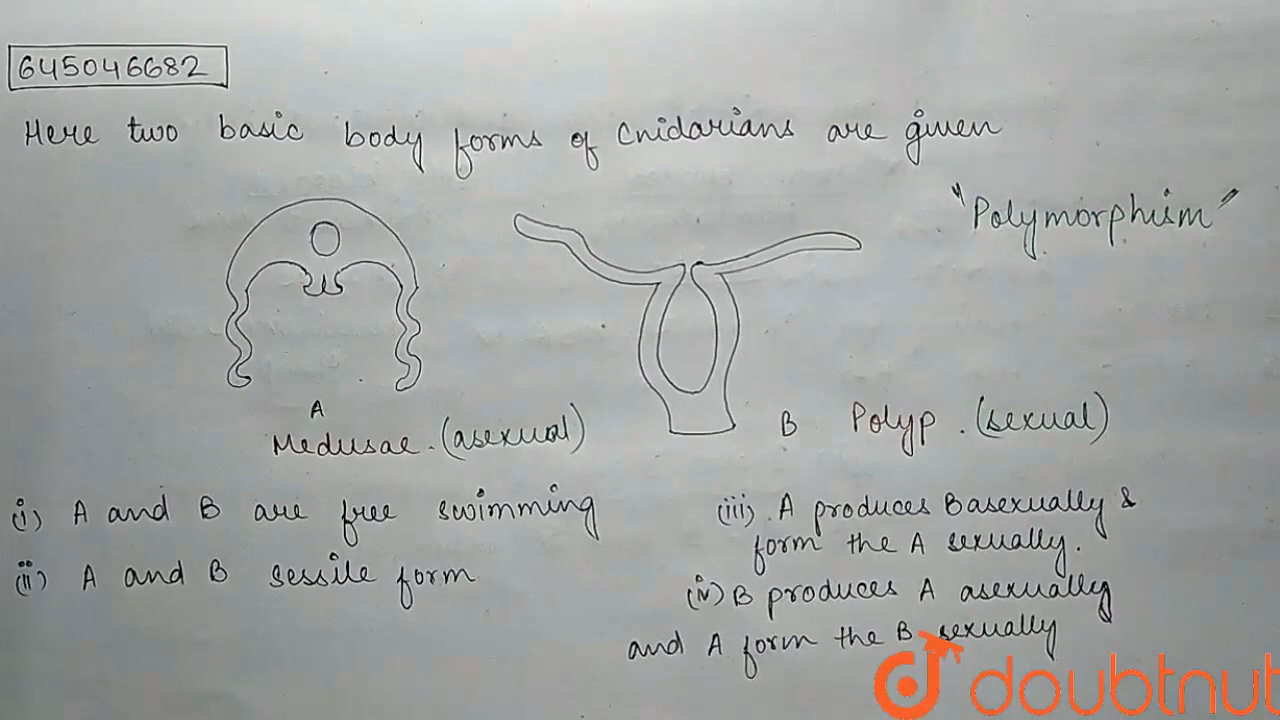 645046682
Here two basic body forms of Cnidarians are given
"Polymorphism"
A
Medusae. (asexual)
B Polyp. (sexual)
(i) A and B are free swimming
(ii) A and B sessile form
(iii) A produces B asexually &
form the A sexually.
(iv) B produces A asexually
and A form the B sexually
doubtnut